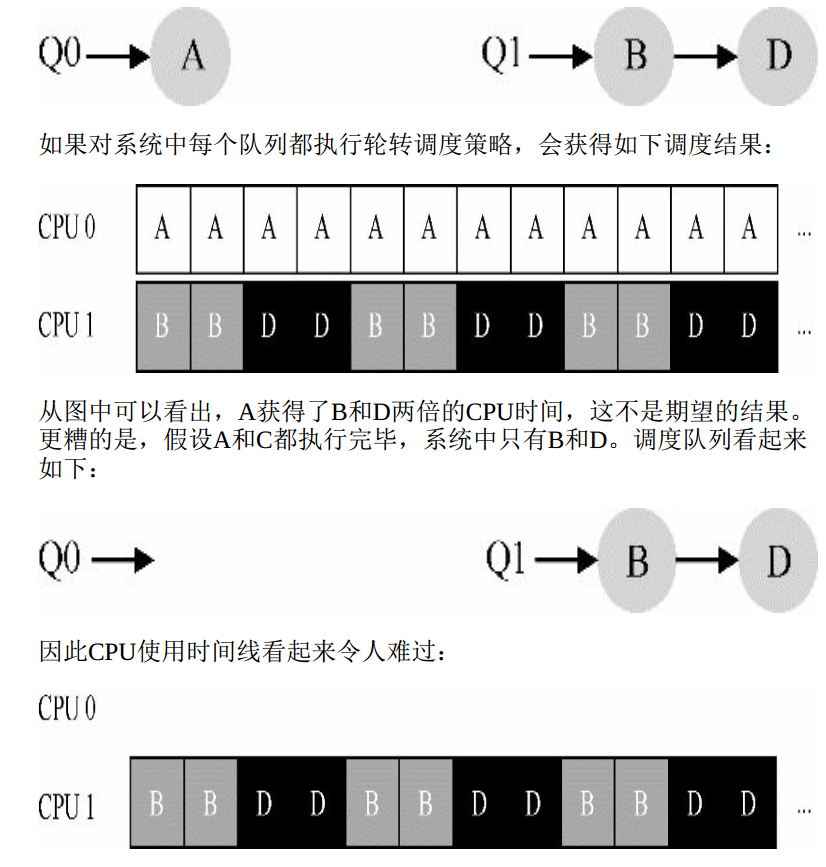 Q0 A Q1 B D
如果对系统中每个队列都执行轮转调度策略，会获得如下调度结果：
CPU 0 A A A A A A A A A A A A ...
CPU 1 B B D D B B D D B B D D ...
从图中可以看出，A获得了B和D两倍的CPU时间，这不是期望的结果。
更糟的是，假设A和C都执行完毕，系统中只有B和D。调度队列看起来
如下：
Q0 Q1 B D
因此CPU使用时间线看起来令人难过：
CPU 0
CPU 1 B B D D B B D D B B D D ...